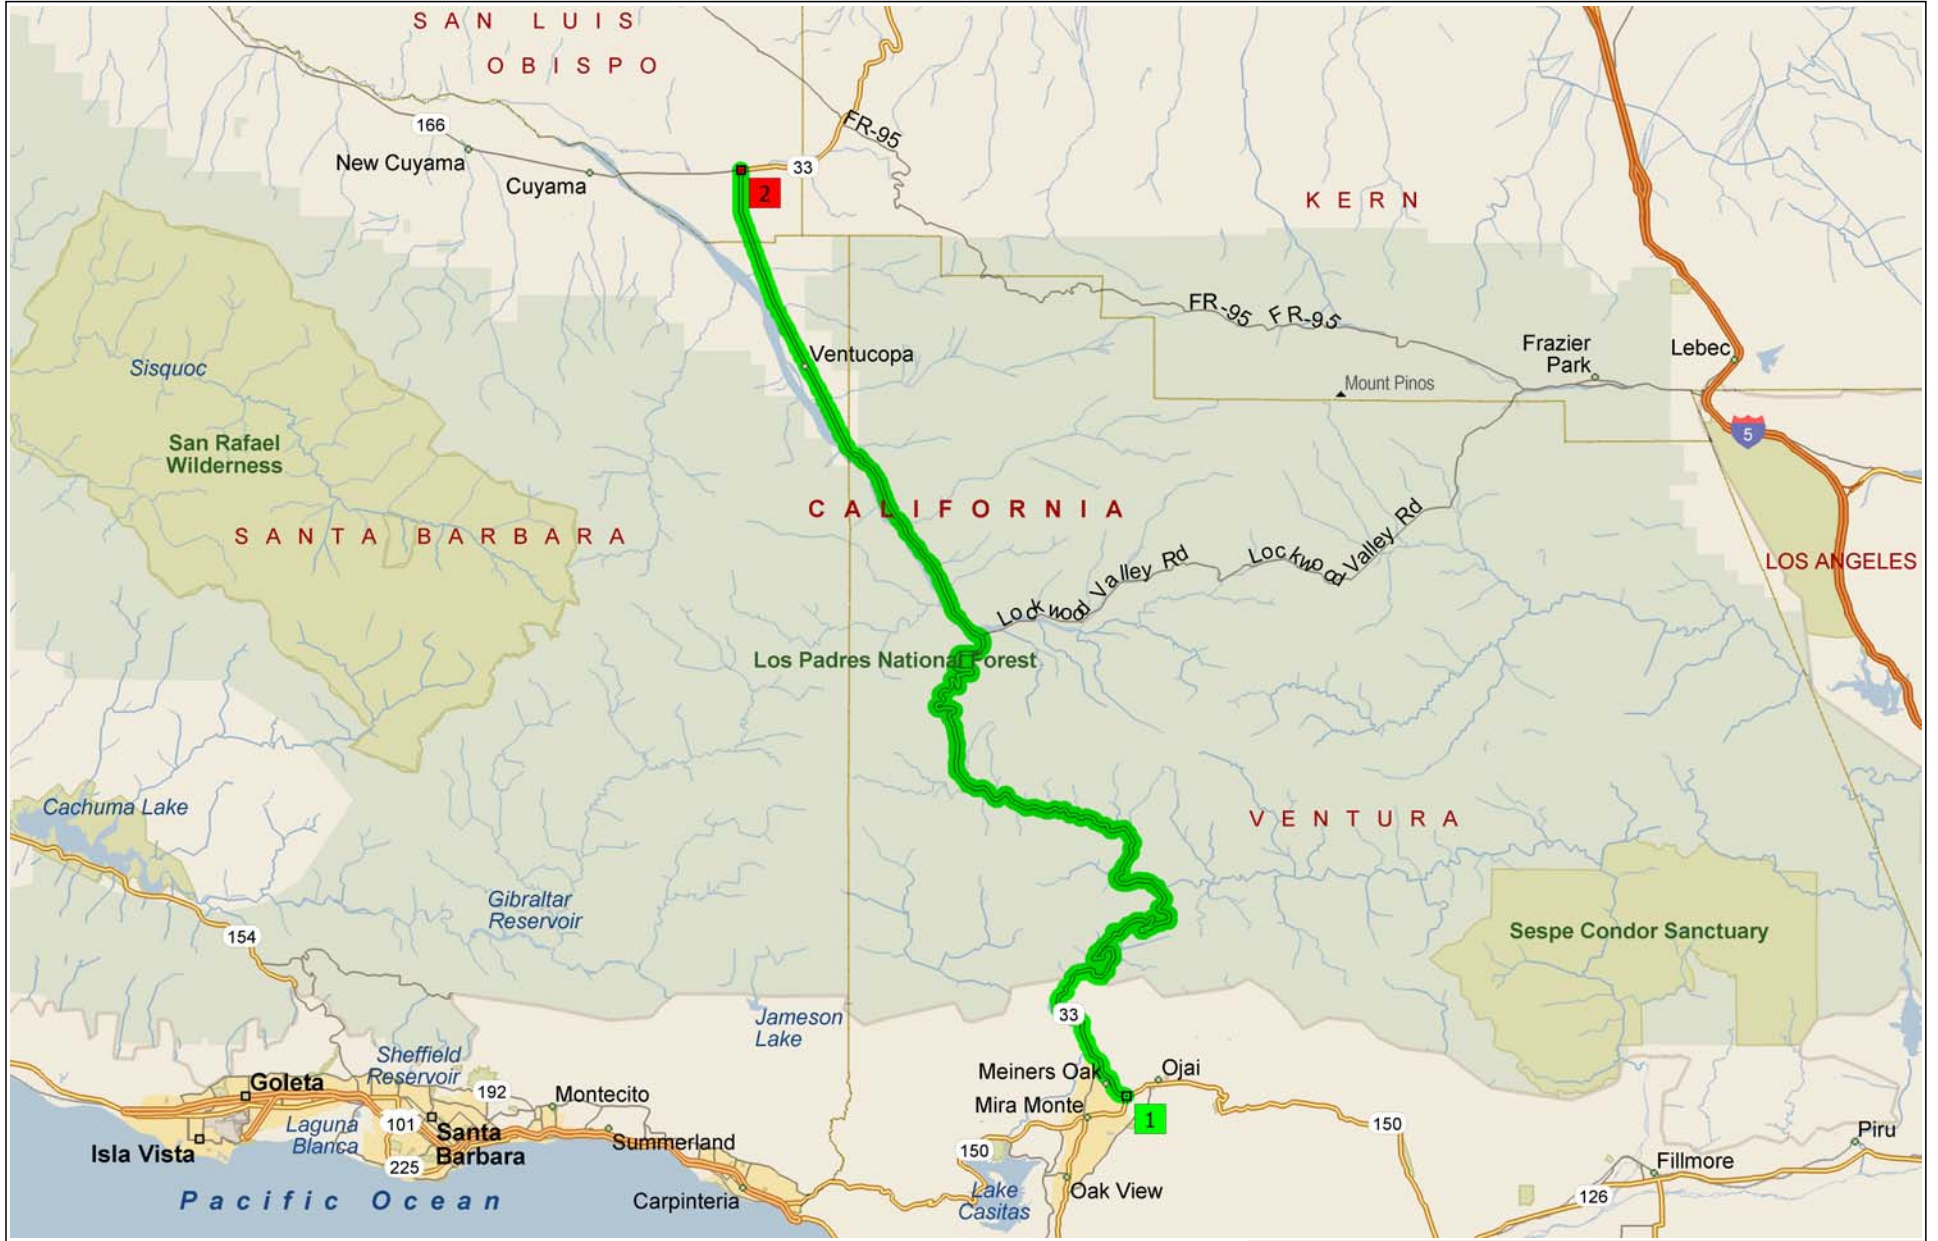 SAN LUIS
OBISPO
166
FR-95
New Cuyama
33
Cuyama
2
KERN
FR-95 FR-95
Ventucopa
Frazier
Park
Lebec
Mount Pinos
Sisquoc
5
San Rafael
Wilderness
CALIFORNIA
SANTA BARBARA
Lockwood Valley Rd
Lockwood Valley Rd
LOS ANGELES
Los Padres National Forest
Cachuma Lake
VENTURA
Gibraltar
Reservoir
154
Sespe Condor Sanctuary
33
Jameson
Lake
Sheffield
Reservoir
Meiners Oak
Ojai
Goleta
192
Montecito
Mira Monte
1
Laguna
Blanca
101
Santa
Barbara
Isla Vista
Summerland
150
150
Piru
225
Fillmore
Pacific Ocean
Carpinteria
Lake
Casitas
Oak View
126